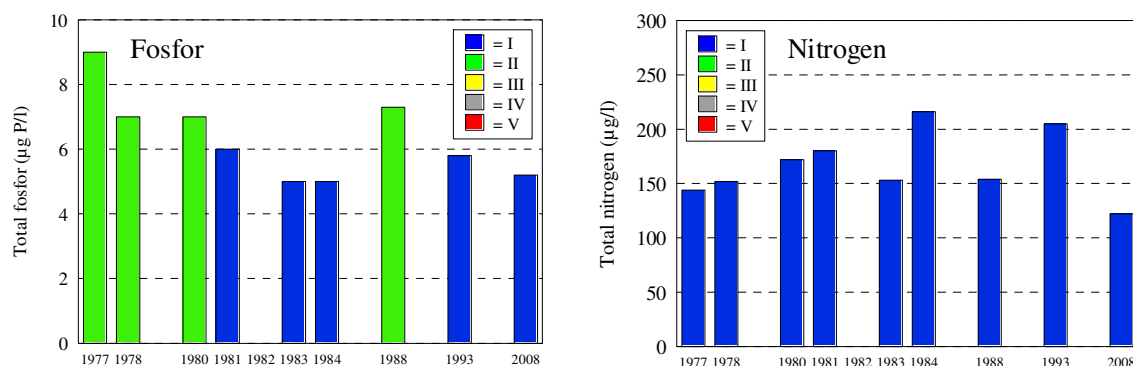 Fosfor
Total fosfor (µg P/l)
10
8
6
4
2
0
= I
= II
= III
= IV
= V
1977 1978 1980 1981 1982 1983 1984 1988 1993 2008
Nitrogen
Total nitrogen (µg/l)
300
250
200
150
100
50
0
= I
= II
= III
= IV
= V
1977 1978 1980 1981 1982 1983 1984 1988 1993 2008